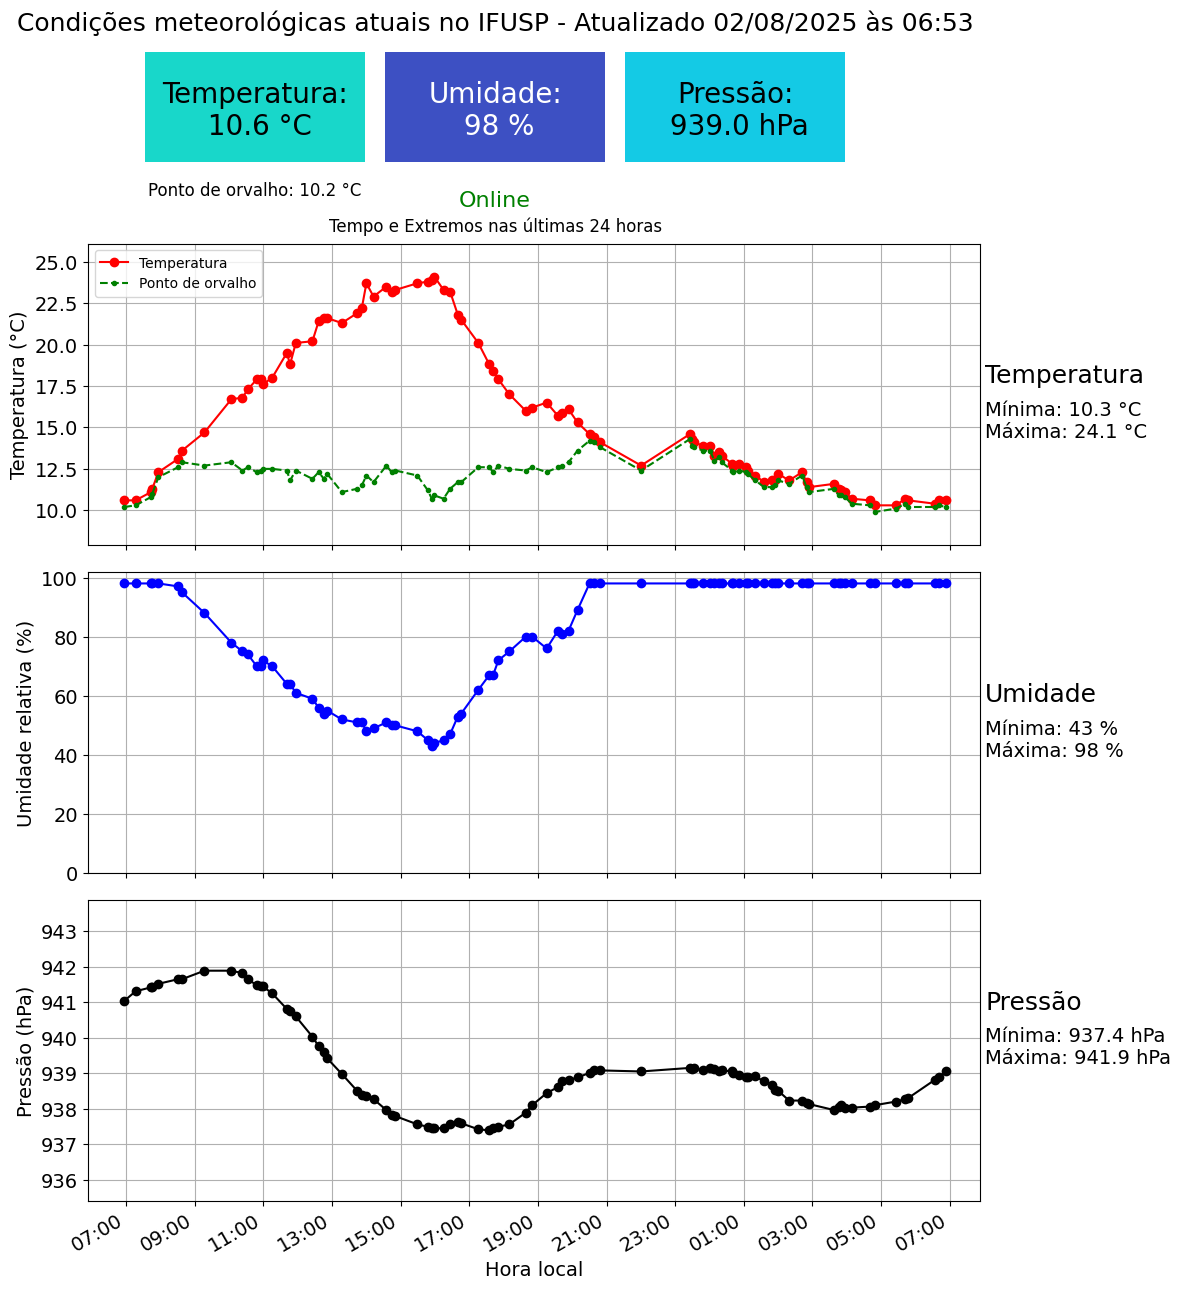 Condições meteorológicas atuais no IFUSP - Atualizado 02/08/2025 às 06:53
Temperatura:
10.6 °C
Umidade:
98 %
Pressão:
939.0 hPa
Ponto de orvalho: 10.2 °C
Online
Tempo e Extremos nas últimas 24 horas
Temperatura (°C)
25.0
22.5
20.0
17.5
15.0
12.5
10.0
Temperatura
Ponto de orvalho
Temperatura
Mínima: 10.3 °C
Máxima: 24.1 °C
Umidade relativa (%)
100
80
60
40
20
0
Umidade
Mínima: 43 %
Máxima: 98 %
Pressão (hPa)
943
942
941
940
939
938
937
936
Pressão
Mínima: 937.4 hPa
Máxima: 941.9 hPa
07:00 09:00 11:00 13:00 15:00 17:00 19:00 21:00 23:00 01:00 03:00 05:00 07:00
Hora local